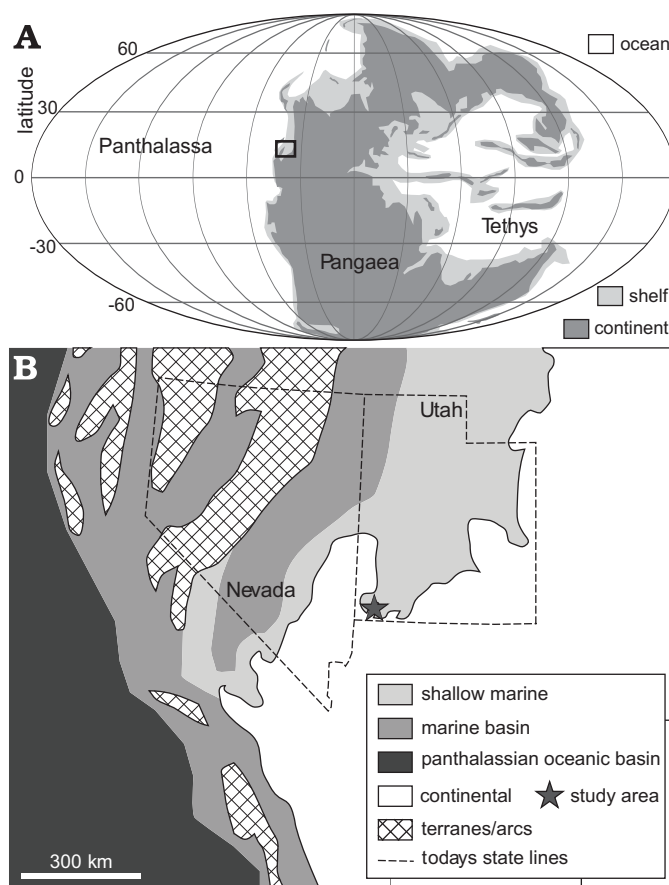 A
60
ocean
latitude
30
Panthalassa
0
Tethys
-30
Pangaea
-60
shelf
continent
B
Utah
Nevada
shallow marine
marine basin
panthalassian oceanic basin
continental
study area
terranes/arcs
todays state lines
300 km